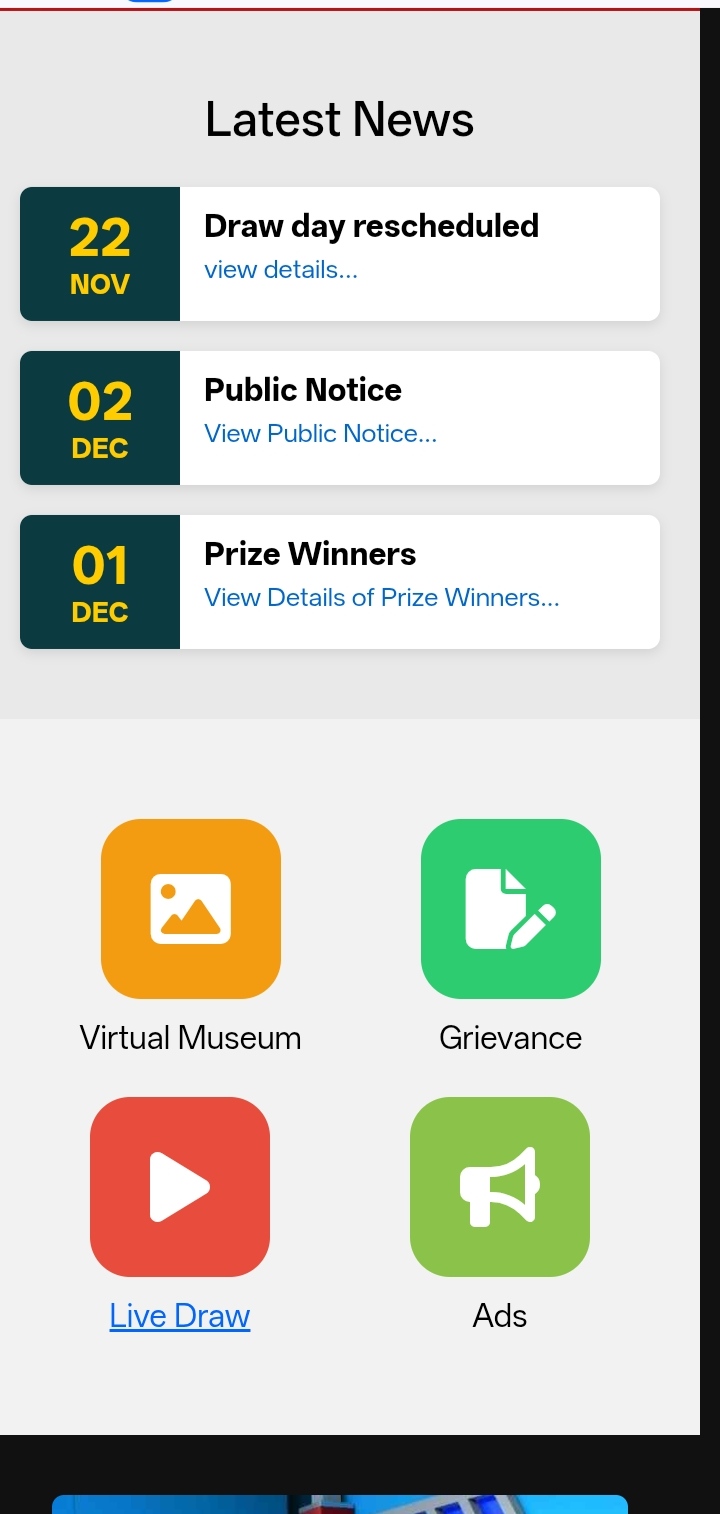 Latest News
22
NOV
Draw day rescheduled
view details...
02
DEC
Public Notice
View Public Notice...
01
DEC
Prize Winners
View Details of Prize Winners...
Virtual Museum
Grievance
Live Draw
Ads